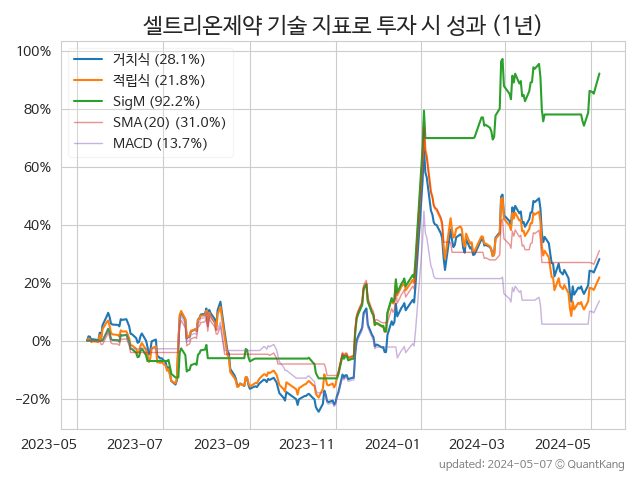 셀트리온제약 기술 지표로 투자 시 성과 (1년)
100%
80%
60%
40%
20%
0%
−20%
거치식 (28.1%)
적립식 (21.8%)
SigM (92.2%)
SMA(20) (31.0%)
MACD (13.7%)
2023-05 2023-07 2023-09 2023-11 2024-01 2024-03 2024-05
updated: 2024-05-07 © QuantKang